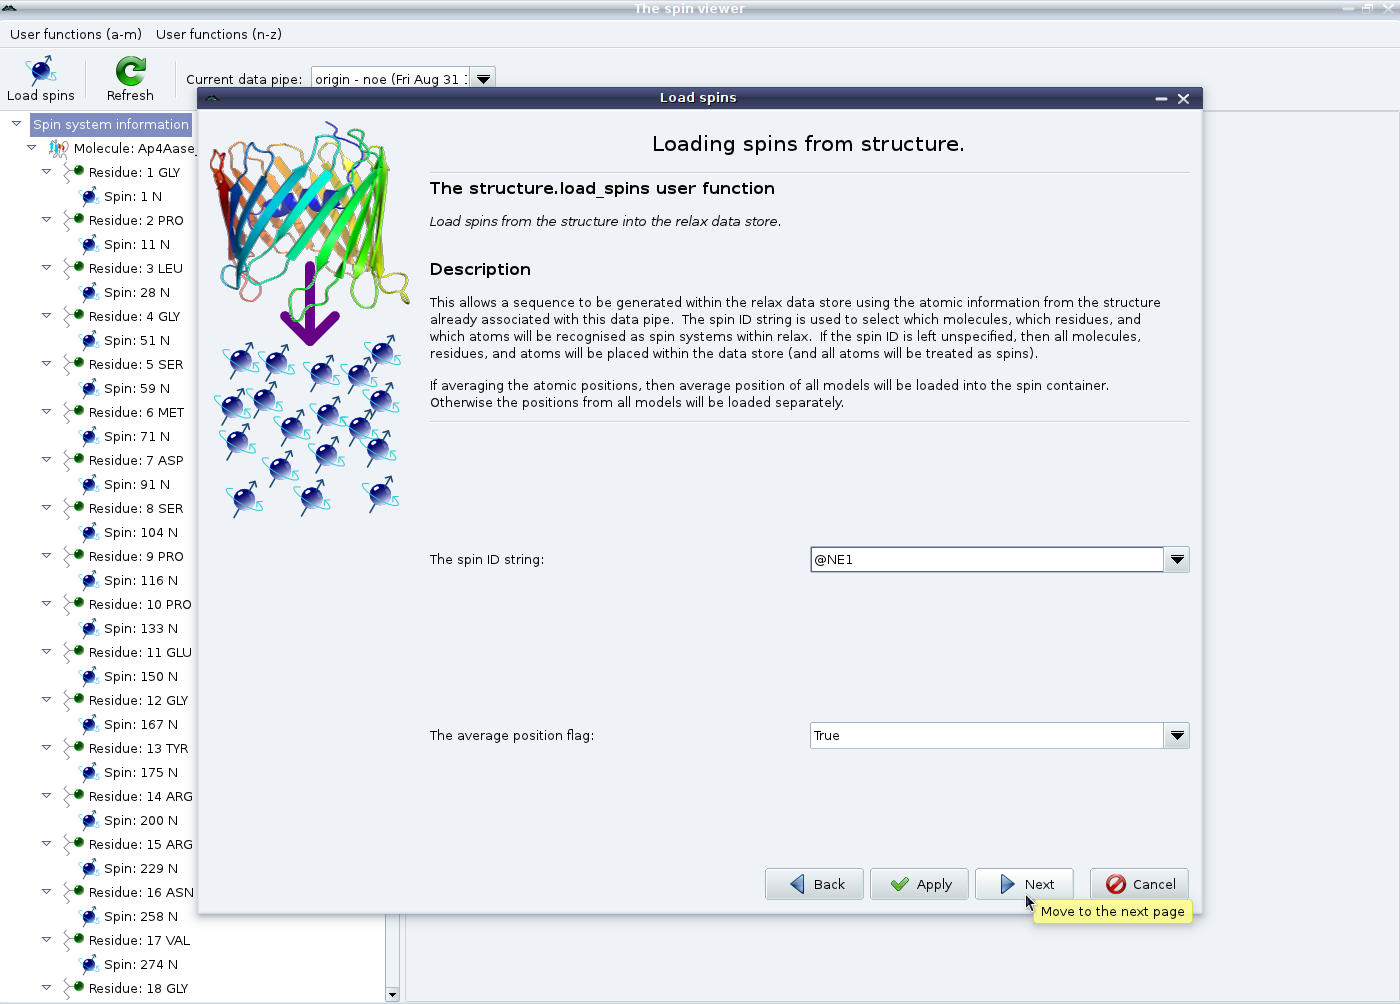 The spin viewer
User functions (a-m) User functions (n-z)
Load spins
Refresh
Current data pipe:
origin - noe (Fri Aug 31
Spin system information
Molecule: Ap4Aase_
Residue: 1 GLY
Spin: 1 N
Residue: 2 PRO
Spin: 11 N
Residue: 3 LEU
Spin: 28 N
Residue: 4 GLY
Spin: 51 N
Residue: 5 SER
Spin: 59 N
Residue: 6 MET
Spin: 71 N
Residue: 7 ASP
Spin: 91 N
Residue: 8 SER
Spin: 104 N
Residue: 9 PRO
Spin: 116 N
Residue: 10 PRO
Spin: 133 N
Residue: 11 GLU
Spin: 150 N
Residue: 12 GLY
Spin: 167 N
Residue: 13 TYR
Spin: 175 N
Residue: 14 ARG
Spin: 200 N
Residue: 15 ARG
Spin: 229 N
Residue: 16 ASN
Spin: 258 N
Residue: 17 VAL
Spin: 274 N
Residue: 18 GLY
Load spins
Loading spins from structure.
The structure.load_spins user function
Load spins from the structure into the relax data store.
Description
This allows a sequence to be generated within the relax data store using the atomic information from the structure
already associated with this data pipe.  The spin ID string is used to select which molecules, which residues, and
which atoms will be recognised as spin systems within relax.  If the spin ID is left unspecified, then all molecules,
residues, and atoms will be placed within the data store (and all atoms will be treated as spins).
If averaging the atomic positions, then average position of all models will be loaded into the spin container.
Otherwise the positions from all models will be loaded separately.
The spin ID string:
@NE1
The average position flag:
True
Back
Apply
Next
Cancel
Move to the next page